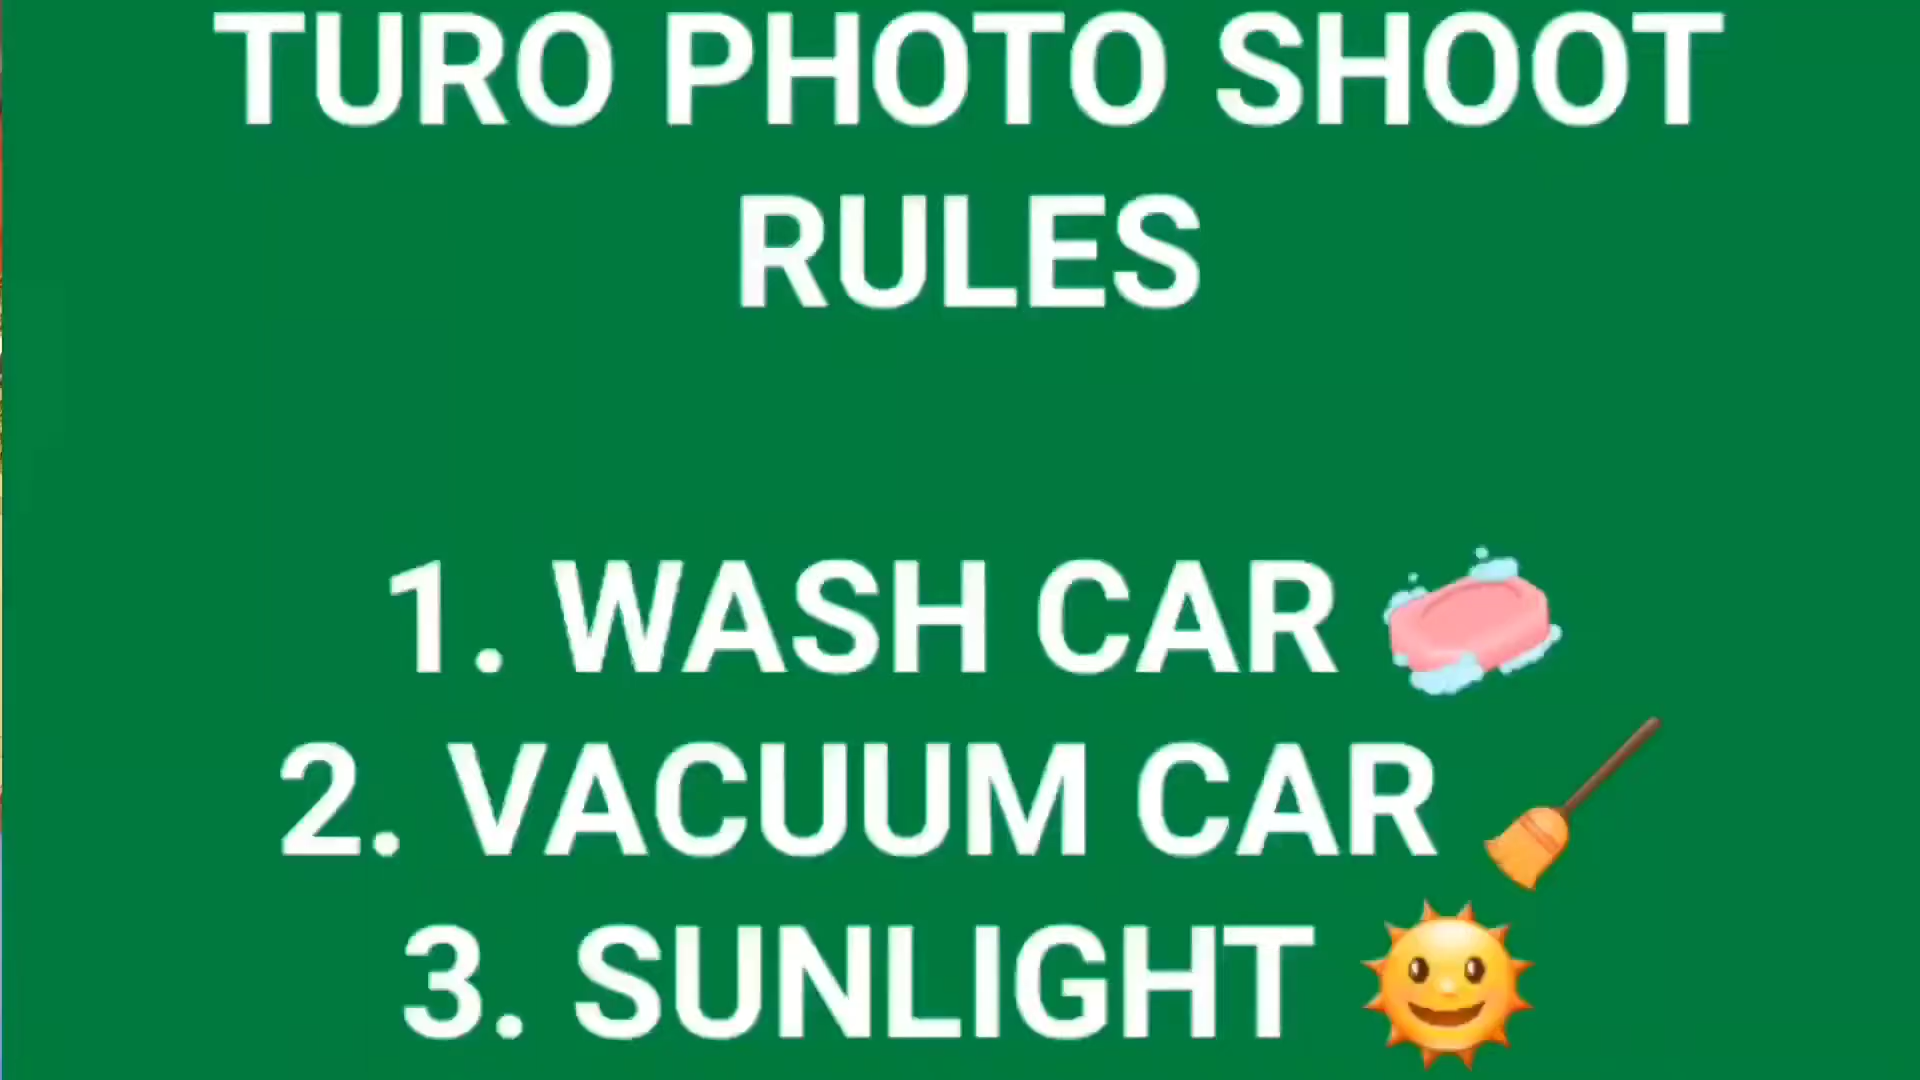 TURO PHOTO SHOOT
RULES
1. WASH CAR 🧼
2. VACUUM CAR 🧹
3. SUNLIGHT 🌞